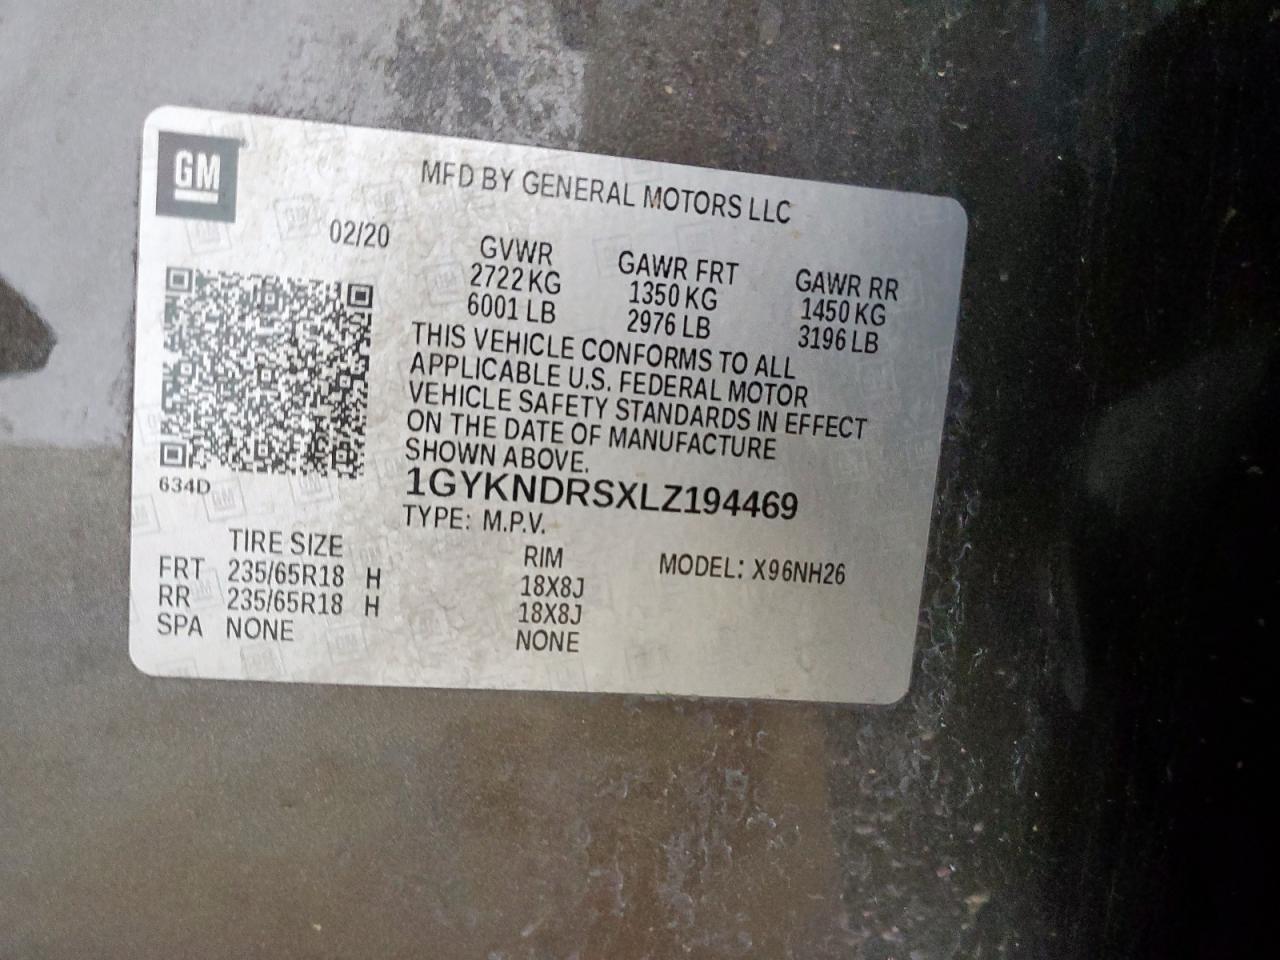 GM
MFD BY GENERAL MOTORS LLC
02/20
GVWR GAWR FRT GAWR RR
2722 KG 1350 KG 1450 KG
6001 LB 2976 LB 3196 LB
THIS VEHICLE CONFORMS TO ALL
APPLICABLE U.S. FEDERAL MOTOR
VEHICLE SAFETY STANDARDS IN EFFECT
ON THE DATE OF MANUFACTURE
SHOWN ABOVE.
634D
1GYKNDRSXLZ194469
TYPE: M.P.V.
TIRE SIZE RIM MODEL: X96NH26
FRT 235/65R18 H 18X8J
RR 235/65R18 H 18X8J
SPA NONE NONE